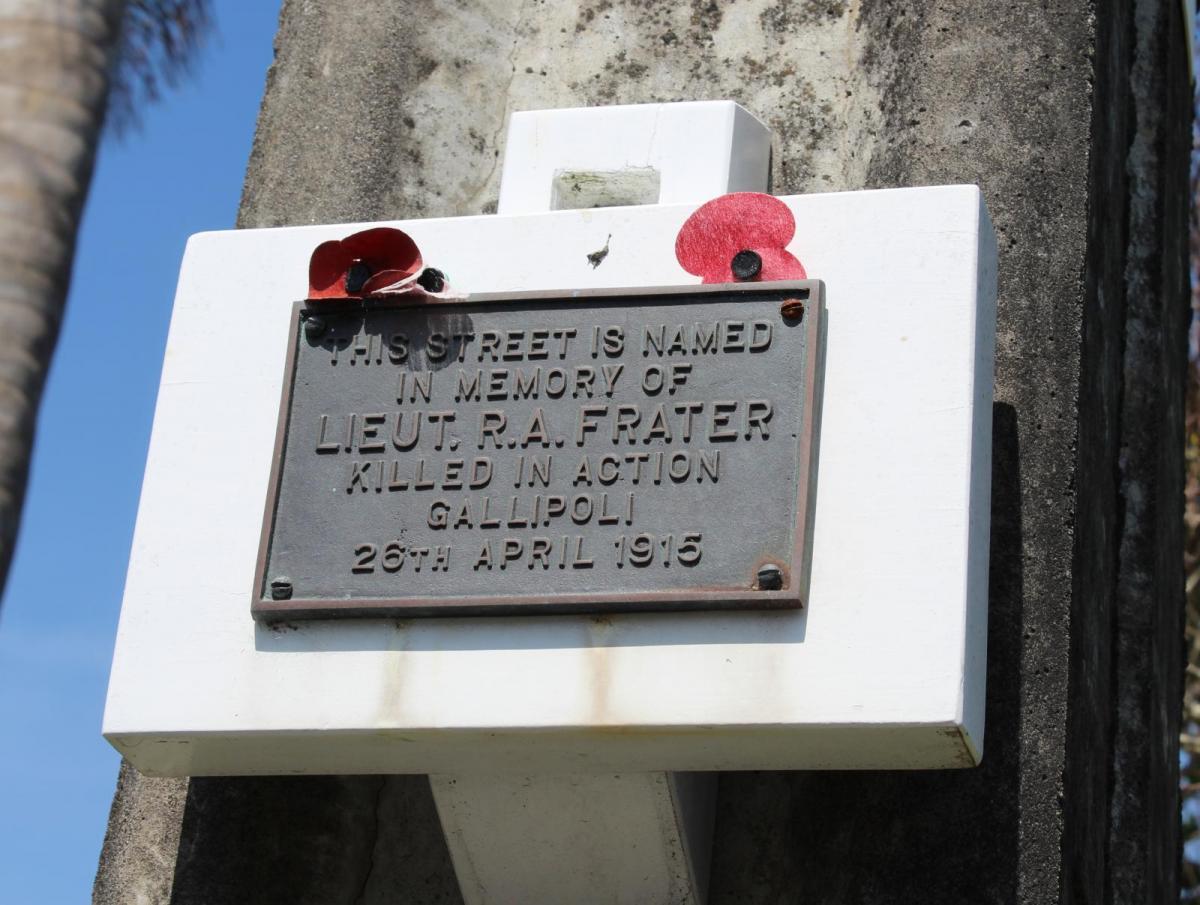 THIS STREET IS NAMED
IN MEMORY OF
LIEUT. R.A. FRATER
KILLED IN ACTION
GALLIPOLI
26TH APRIL 1915